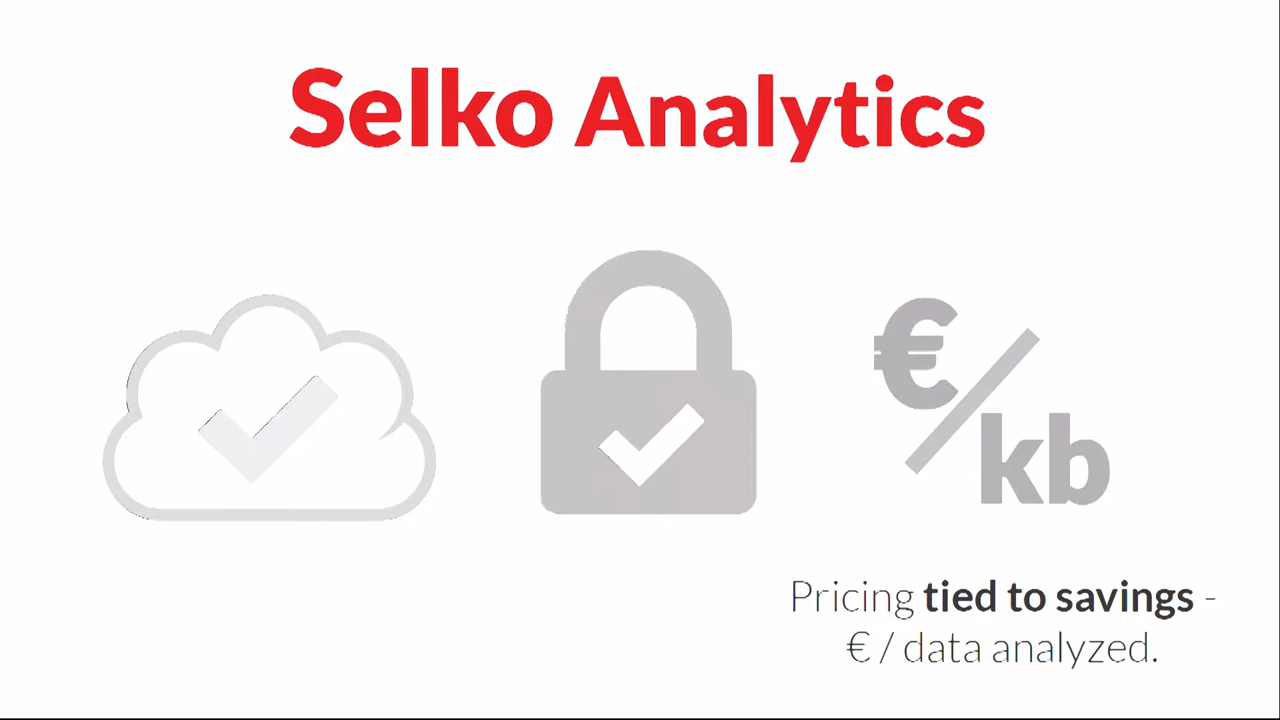 Selko Analytics
€/kb
Pricing tied to savings -
€ / data analyzed.